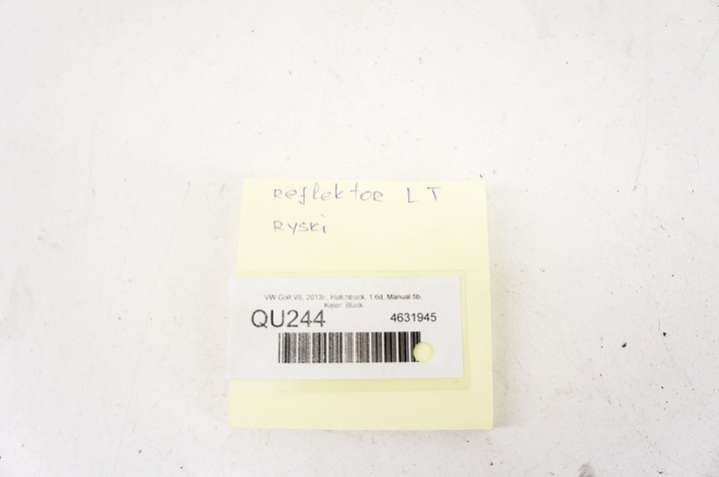 Reflektor LT
Ryski
VW Golf VII, 2013r., Hatchback, 1.6d, Manual 5b.
Kolor: Black
QU244 4631945